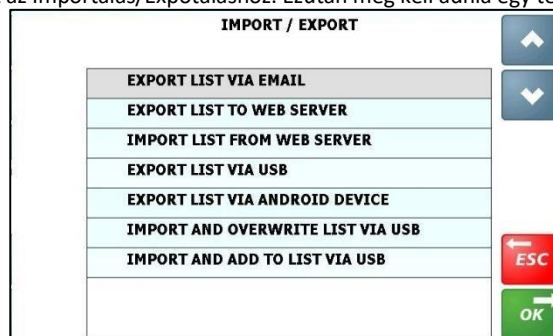 IMPORT / EXPORT
EXPORT LIST VIA EMAIL
EXPORT LIST TO WEB SERVER
IMPORT LIST FROM WEB SERVER
EXPORT LIST VIA USB
EXPORT LIST VIA ANDROID DEVICE
IMPORT AND OVERWRITE LIST VIA USB
IMPORT AND ADD TO LIST VIA USB
ESC
OK